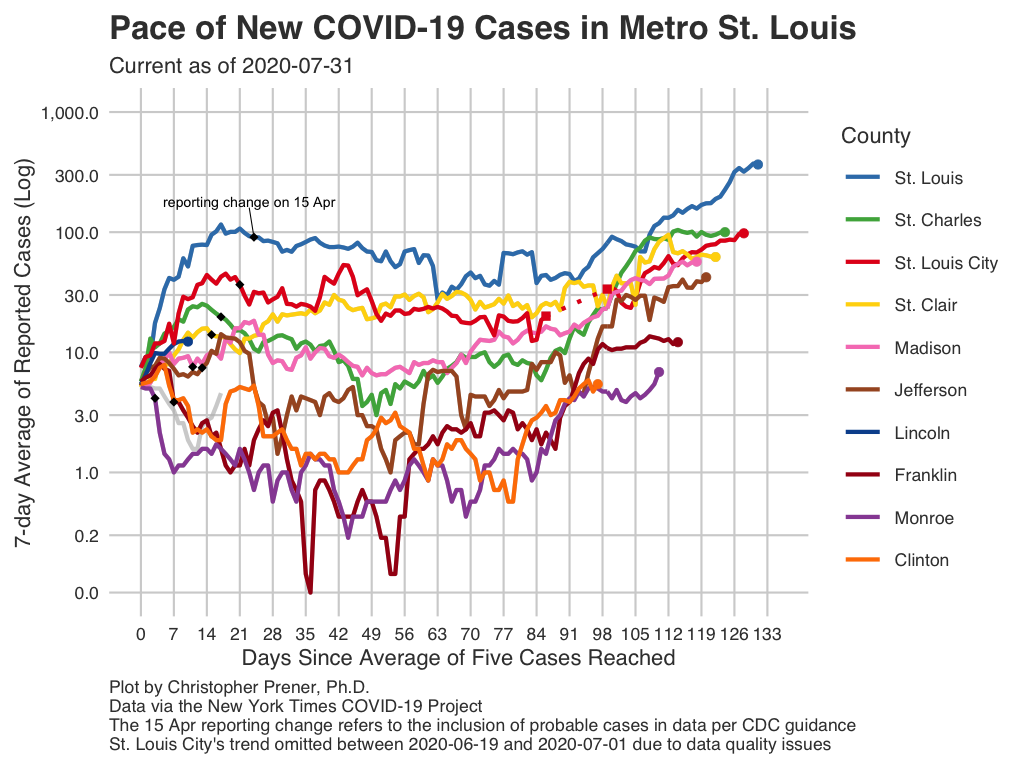 Pace of New COVID-19 Cases in Metro St. Louis
Current as of 2020-07-31
7-day Average of Reported Cases (Log)
1,000.0
300.0
100.0
30.0
10.0
3.0
1.0
0.2
0.0
reporting change on 15 Apr
0 7 14 21 28 35 42 49 56 63 70 77 84 91 98 105 112 119 126 133
Days Since Average of Five Cases Reached
County
St. Louis
St. Charles
St. Louis City
St. Clair
Madison
Jefferson
Lincoln
Franklin
Monroe
Clinton
Plot by Christopher Prener, Ph.D.
Data via the New York Times COVID-19 Project
The 15 Apr reporting change refers to the inclusion of probable cases in data per CDC guidance
St. Louis City's trend omitted between 2020-06-19 and 2020-07-01 due to data quality issues